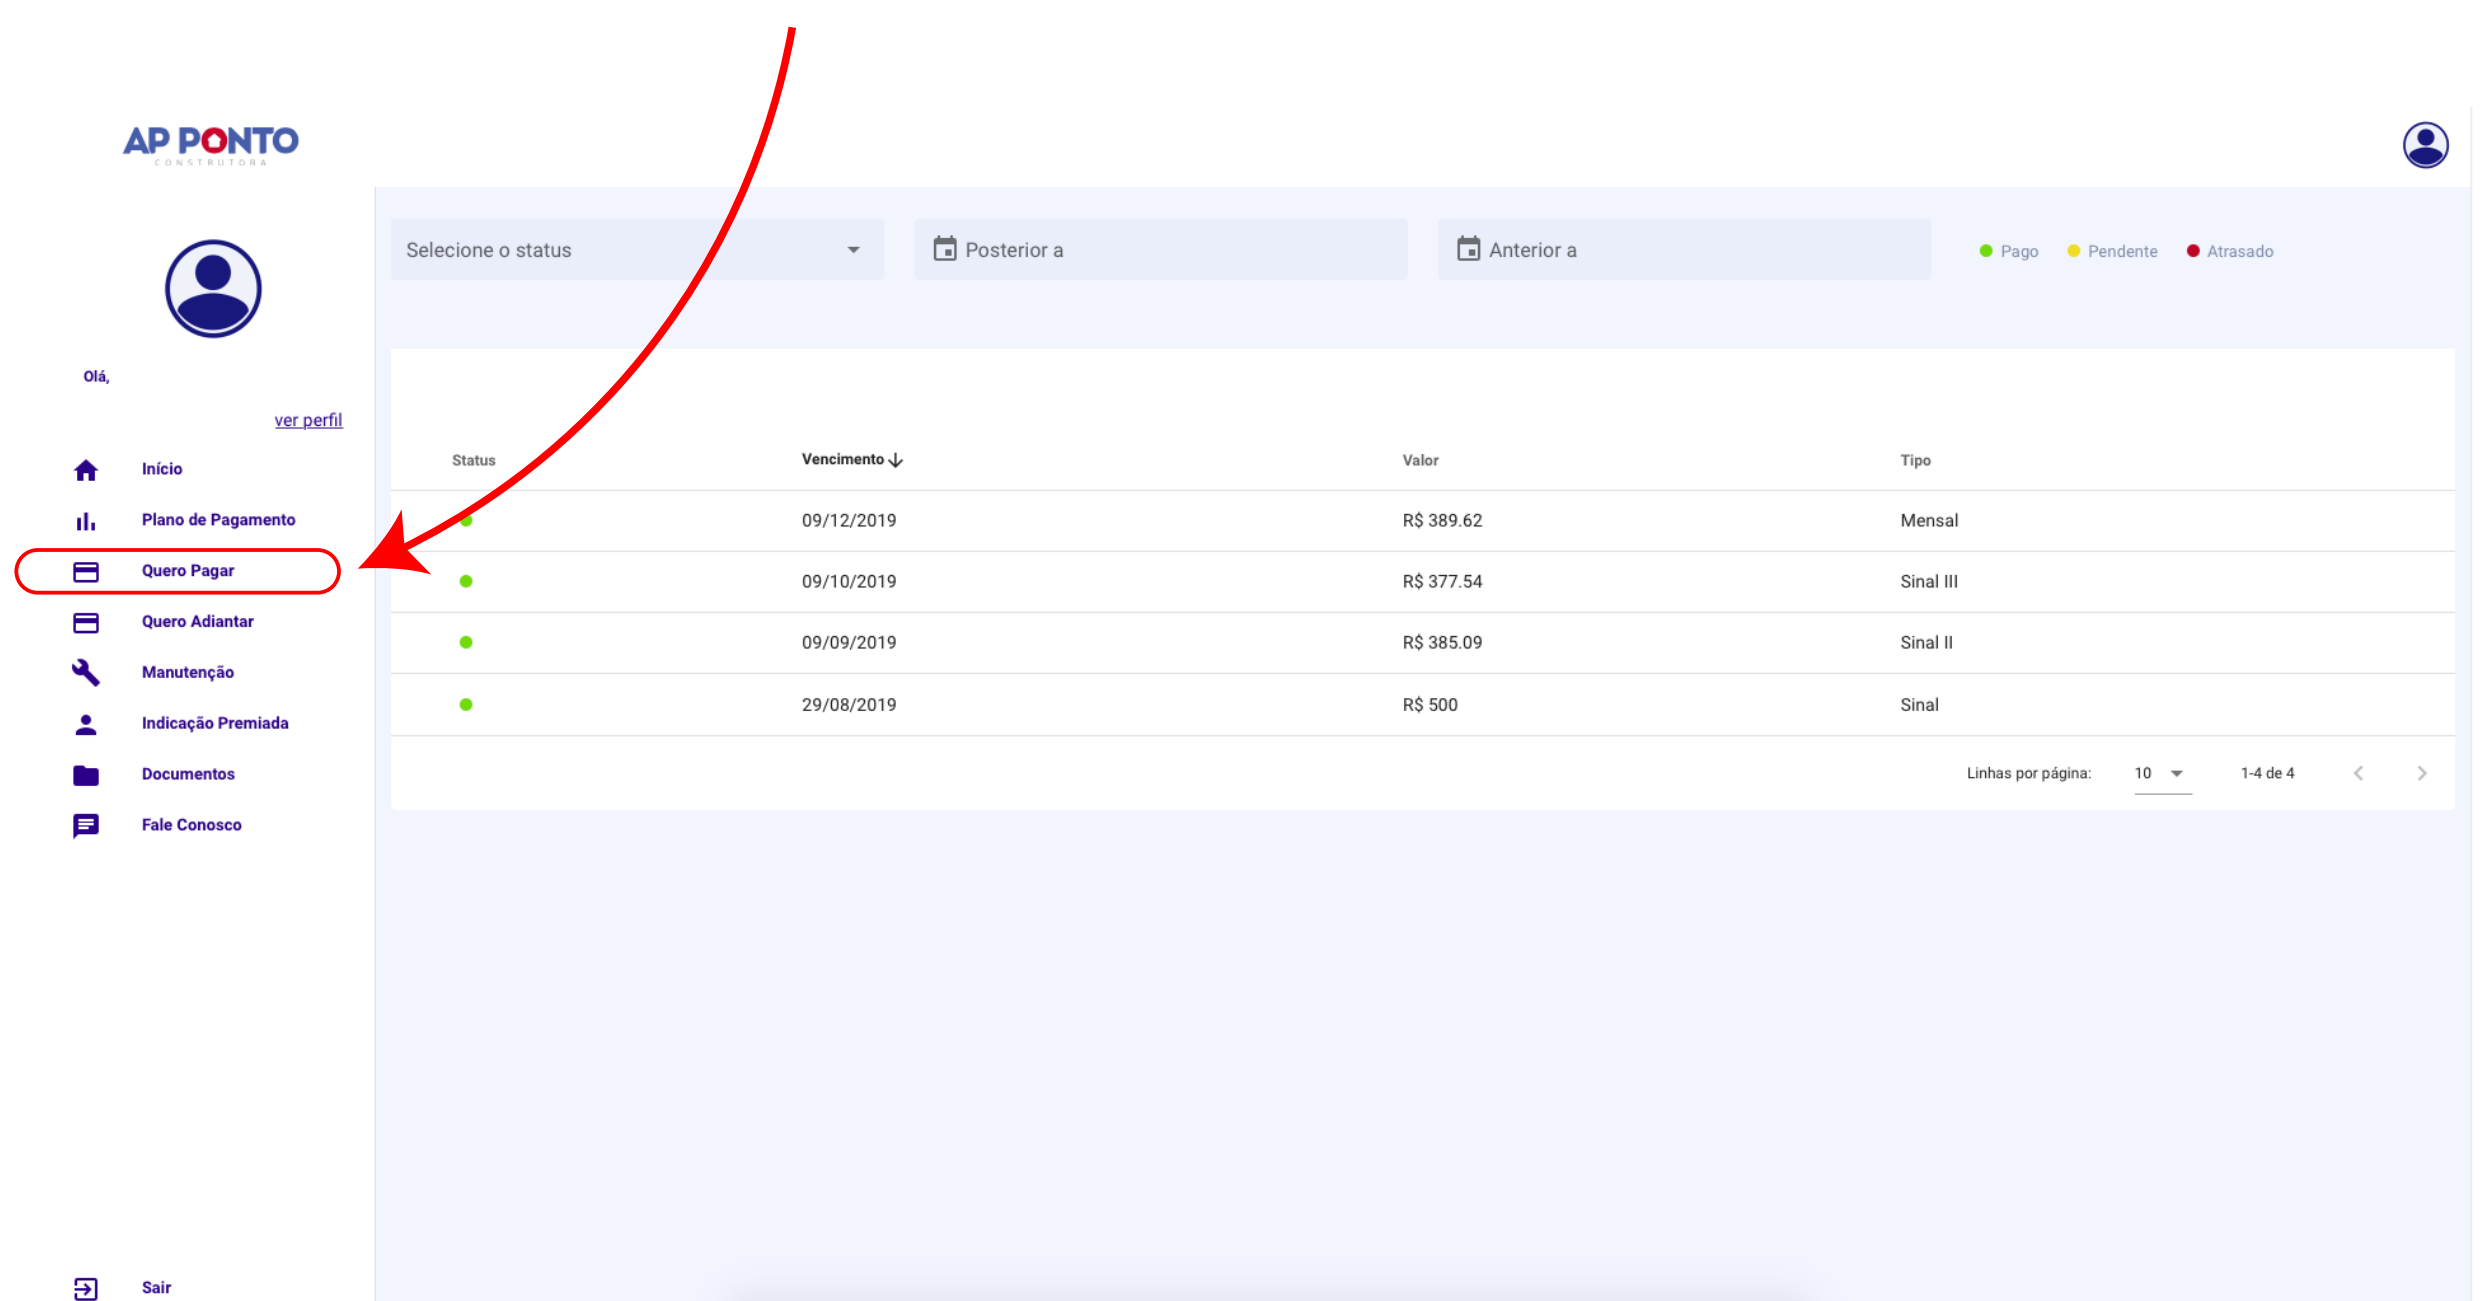 AP PONTO
CONSTRUTORA
Selecione o status
Posterior a
Anterior a
Pago
Pendente
Atrasado
Olá,
ver perfil
Início
Plano de Pagamento
Quero Pagar
Quero Adiantar
Manutenção
Indicação Premiada
Documentos
Fale Conosco
Sair
Status Vencimento Valor Tipo
09/12/2019 R$ 389.62 Mensal
09/10/2019 R$ 377.54 Sinal III
09/09/2019 R$ 385.09 Sinal II
29/08/2019 R$ 500 Sinal
Linhas por página: 10 1-4 de 4